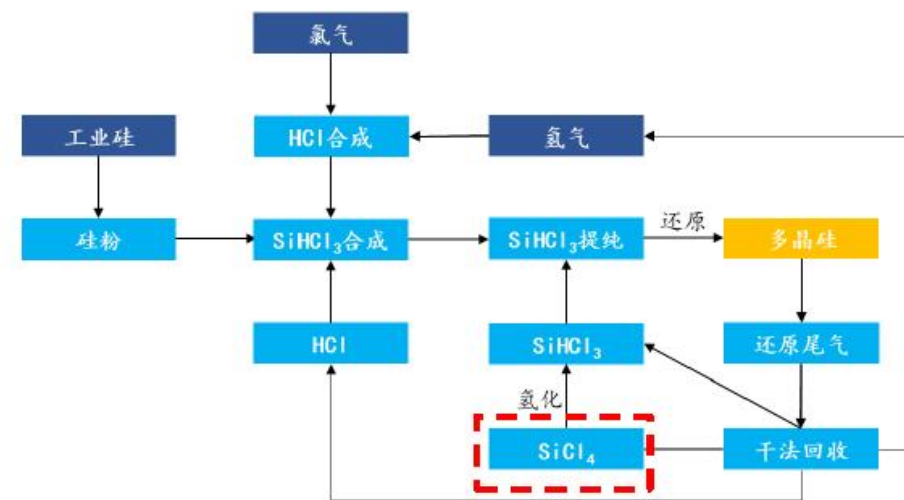 氯气
工业硅
HCl合成
氢气
硅粉
SiHCl₃合成
SiHCl₃提纯
还原
多晶硅
HCl
SiHCl₃
还原尾气
氢化
SiCl₄
干法回收